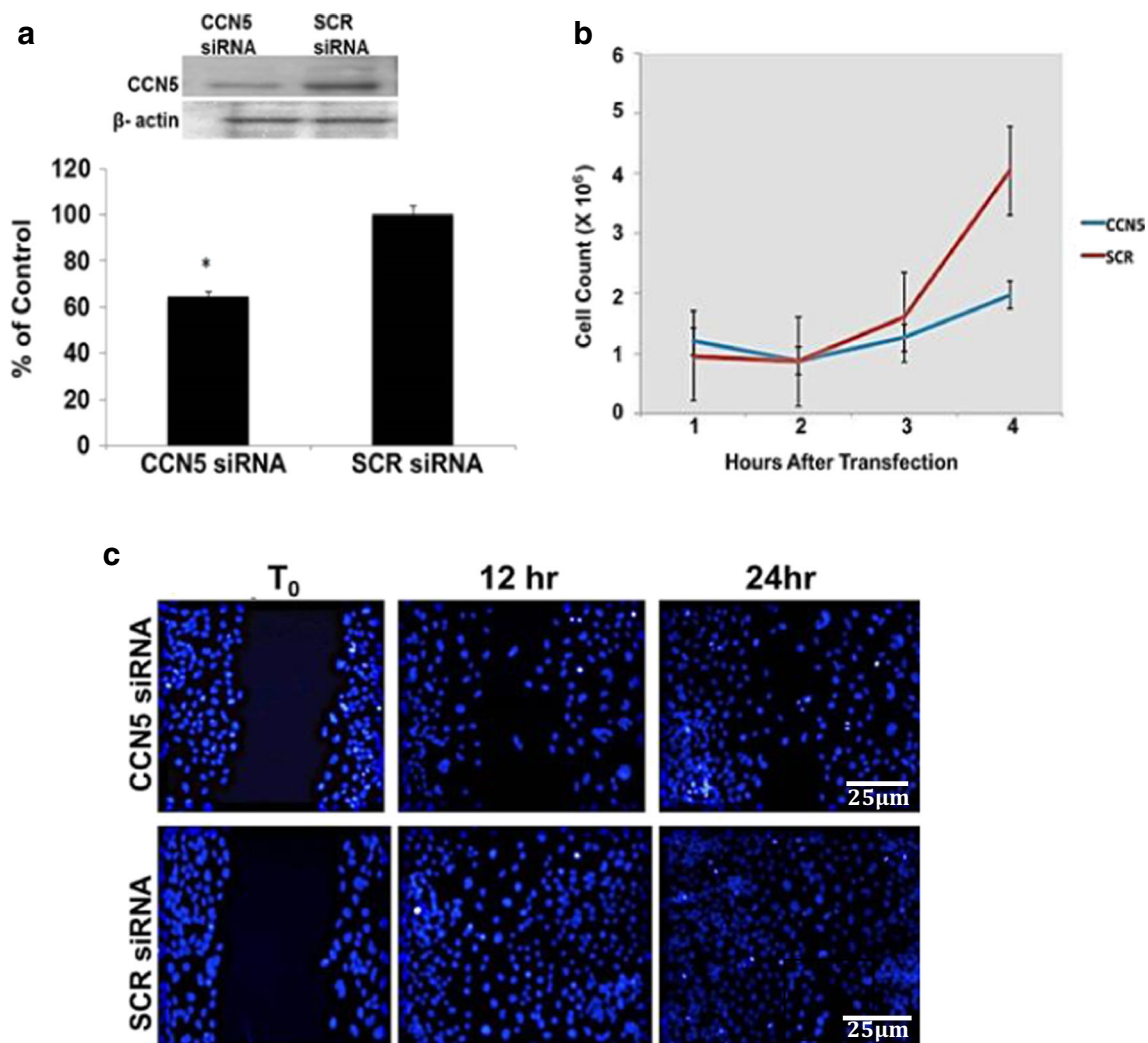 a
CCN5 siRNA
SCR siRNA
CCN5
β- actin
120
100
80
60
40
20
0
% of Control
*
CCN5 siRNA
SCR siRNA
b
6
5
4
3
2
1
0
Cell Count (X 10⁶)
1 2 3 4
Hours After Transfection
CCN5
SCR
c
T₀
12 hr
24hr
CCN5 siRNA
25µm
SCR siRNA
25µm